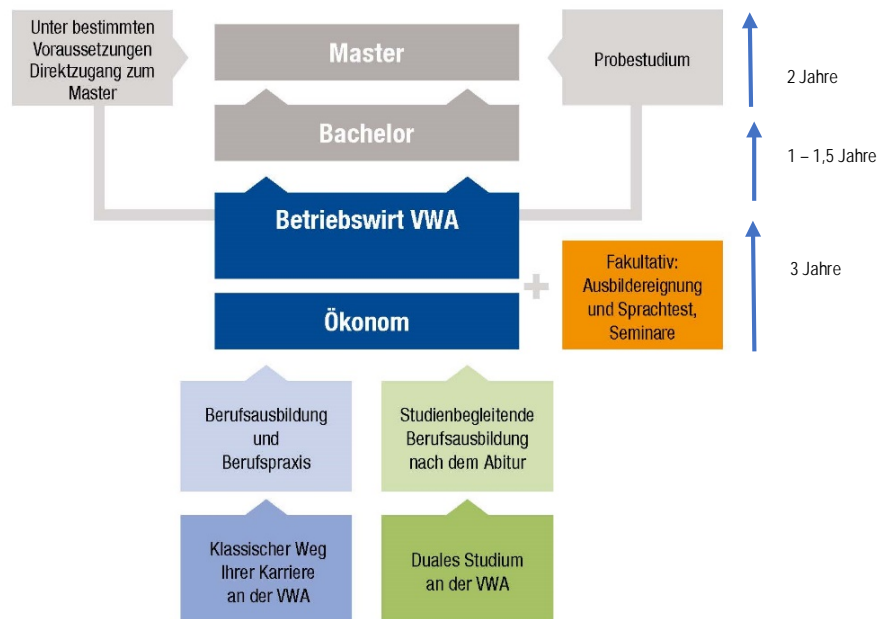 Unter bestimmten
Voraussetzungen
Direktzugang zum
Master
Master
Probestudium
2 Jahre
Bachelor
1 – 1,5 Jahre
Betriebswirt VWA
3 Jahre
Fakultativ:
Ausbildereignung
und Sprachtest,
Seminare
+
Ökonom
Berufsausbildung
und
Berufspraxis
Studienbegleitende
Berufsausbildung
nach dem Abitur
Klassischer Weg
Ihrer Karriere
an der VWA
Duales Studium
an der VWA